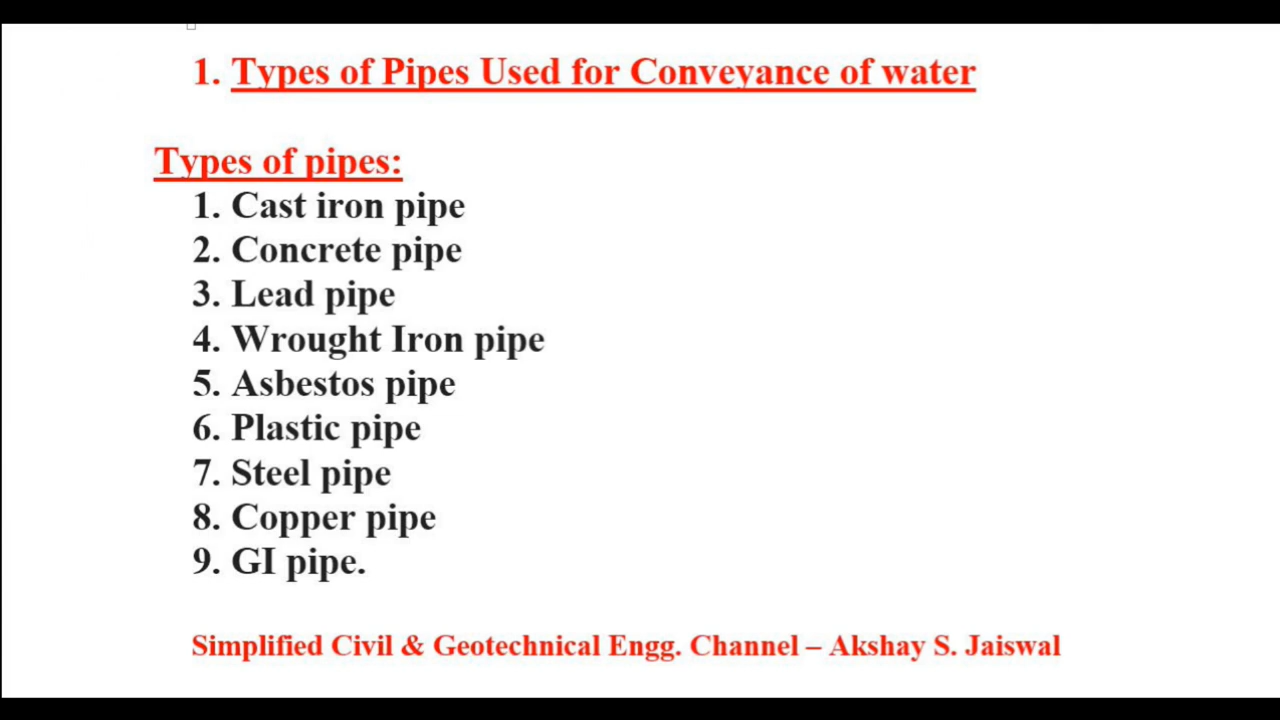 1. Types of Pipes Used for Conveyance of water
Types of pipes:
1. Cast iron pipe
2. Concrete pipe
3. Lead pipe
4. Wrought Iron pipe
5. Asbestos pipe
6. Plastic pipe
7. Steel pipe
8. Copper pipe
9. GI pipe.
Simplified Civil & Geotechnical Engg. Channel – Akshay S. Jaiswal